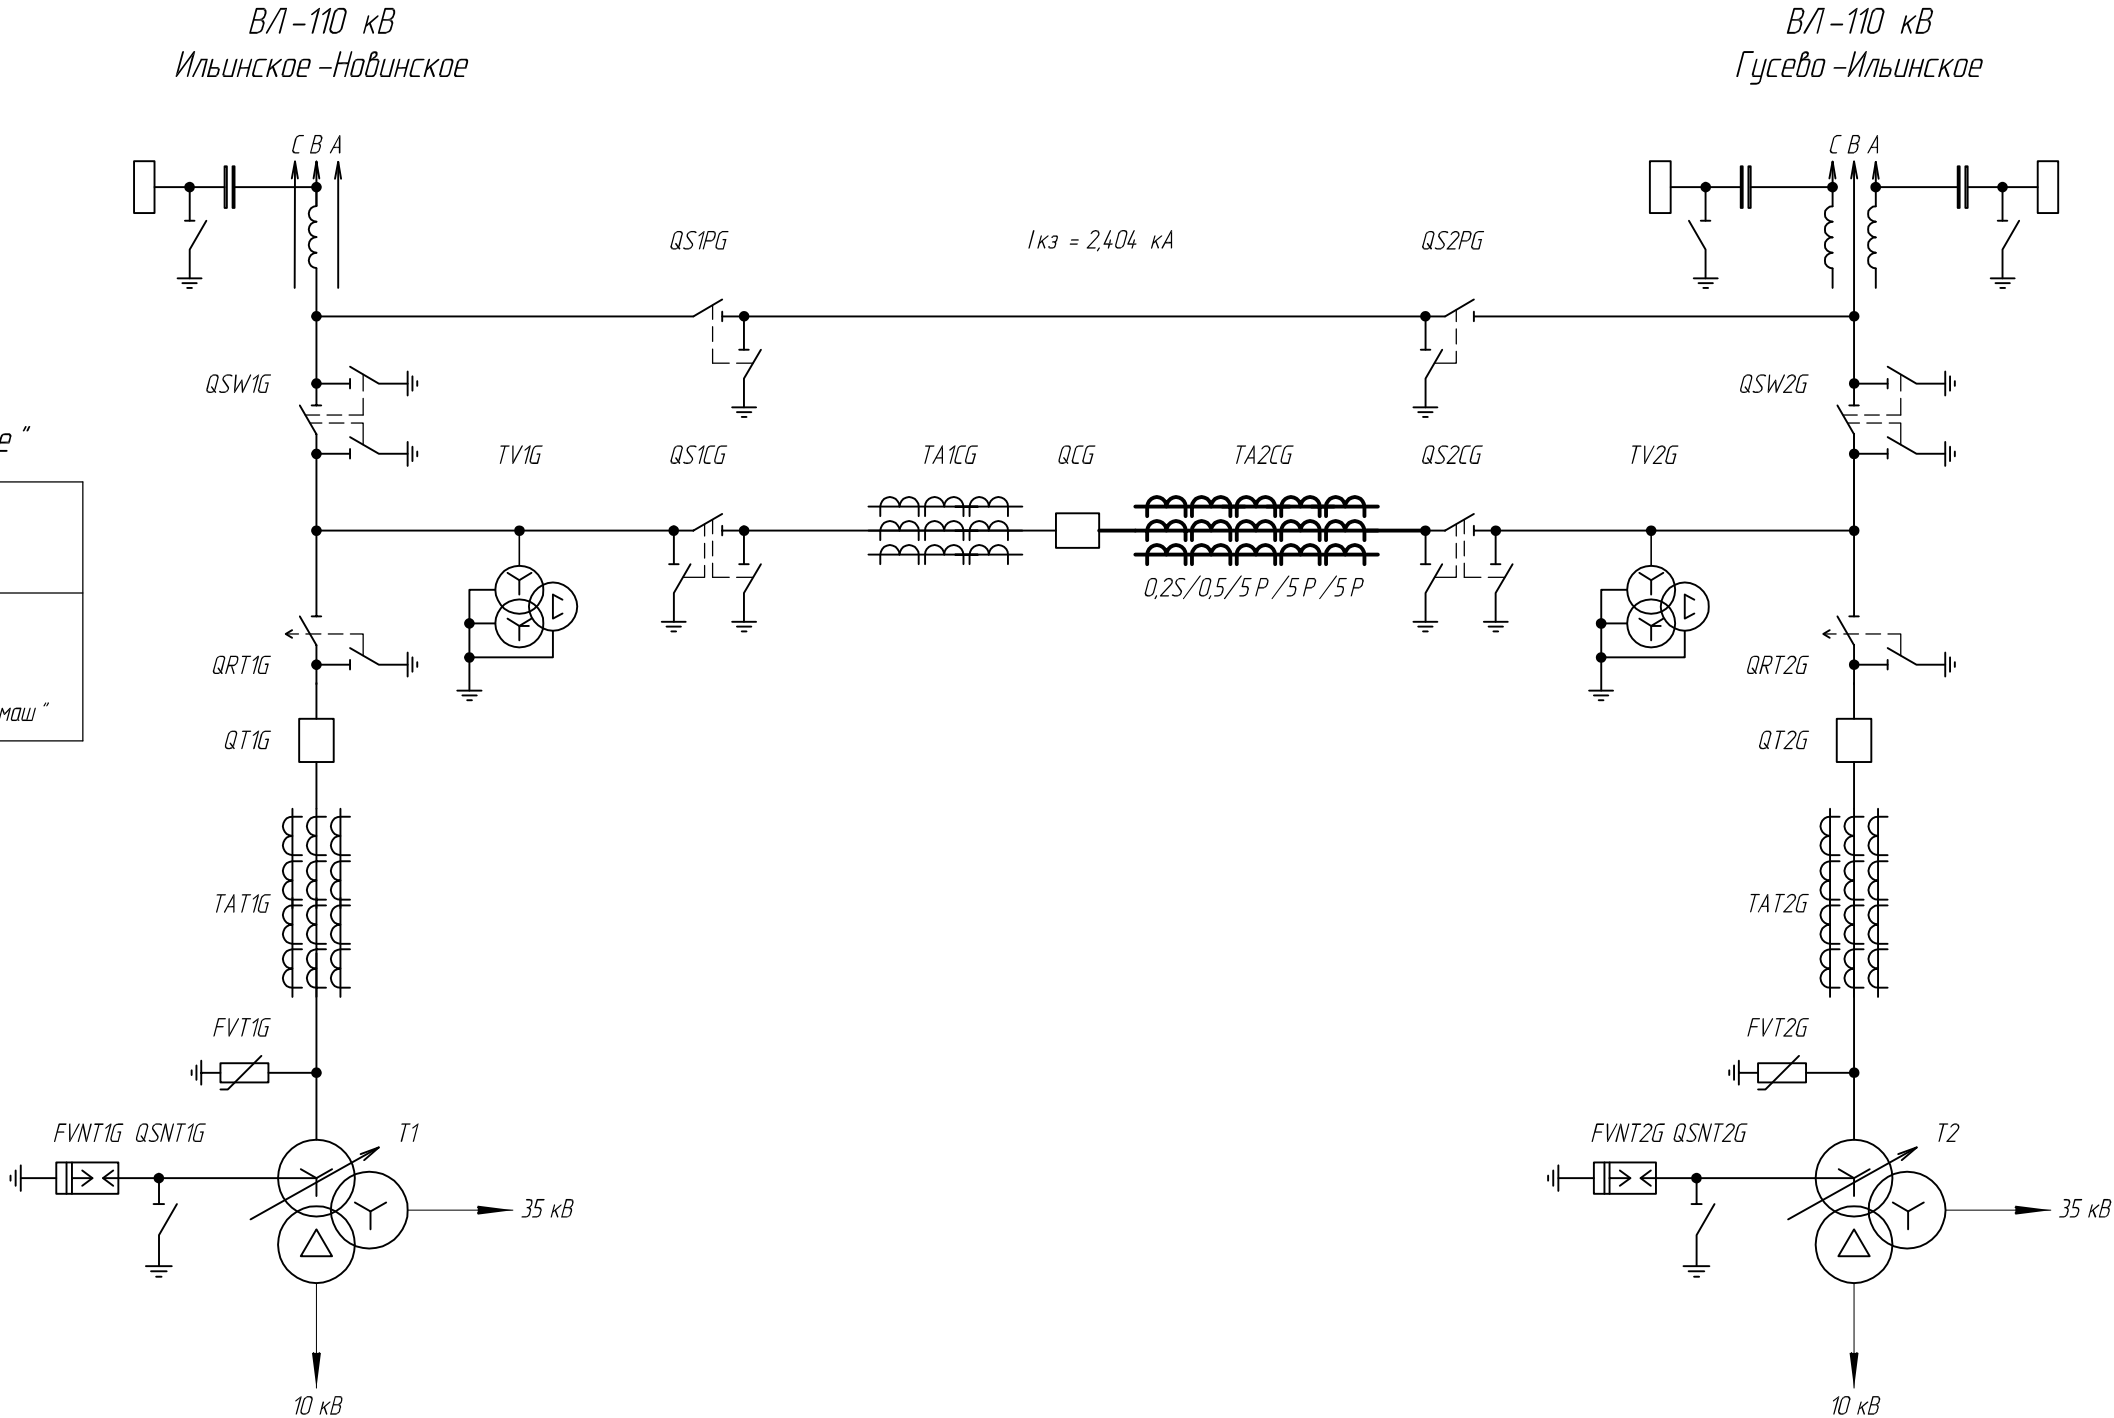 ВЛ-110 кВ
Ильинское-Новинское
ВЛ-110 кВ
Гусево-Ильинское
С В А
С В А
QS1PG
Iкз = 2,404 кА
QS2PG
QSW1G
QSW2G
е"
TV1G
QS1CG
TA1CG
QCG
TA2CG
QS2CG
TV2G
0,2S/0,5/5Р/5Р/5Р
QRT1G
QRT2G
маш"
QT1G
QT2G
TAT1G
TAT2G
FVT1G
FVT2G
FVNT1G QSNT1G
T1
FVNT2G QSNT2G
T2
35 кВ
35 кВ
10 кВ
10 кВ